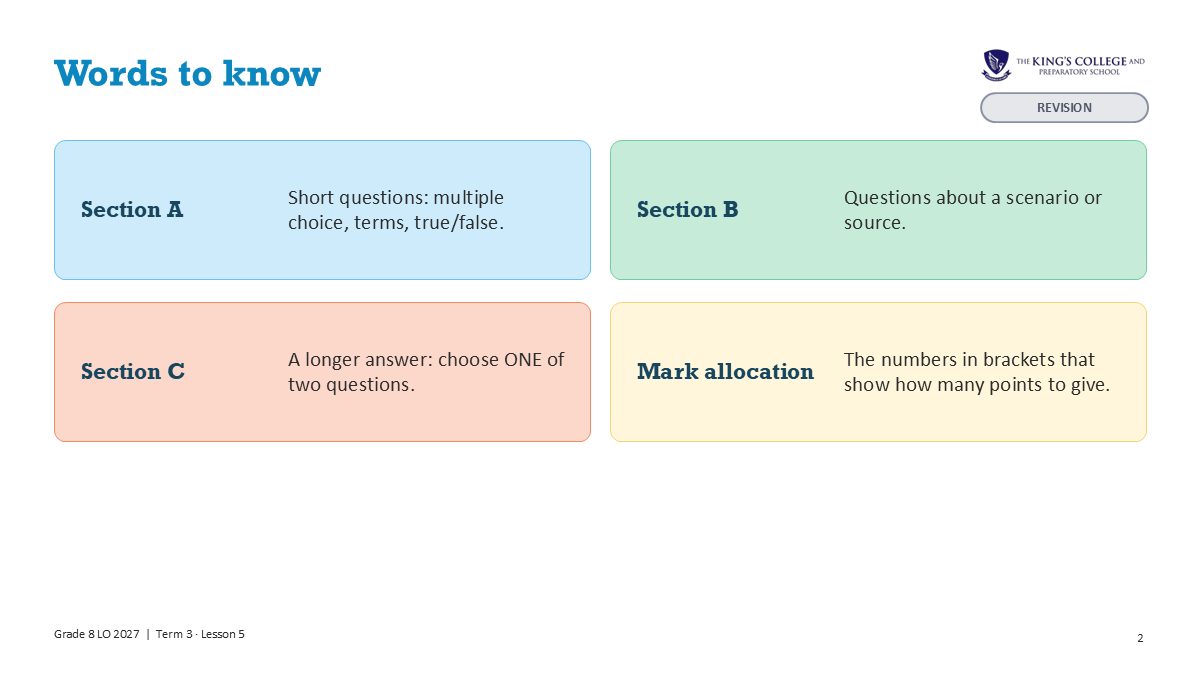 Words to know
THE KING'S COLLEGE AND
PREPARATORY SCHOOL
REVISION
Section A
Short questions: multiple
choice, terms, true/false.
Section B
Questions about a scenario or
source.
Section C
A longer answer: choose ONE of
two questions.
Mark allocation
The numbers in brackets that
show how many points to give.
Grade 8 LO 2027 | Term 3 · Lesson 5
2